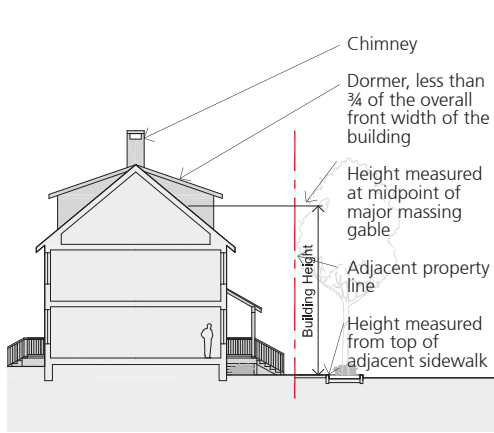 Chimney
Dormer, less than
¾ of the overall
front width of the
building
Height measured
at midpoint of
major massing
gable
Building Height
Adjacent property
line
Height measured
from top of
adjacent sidewalk